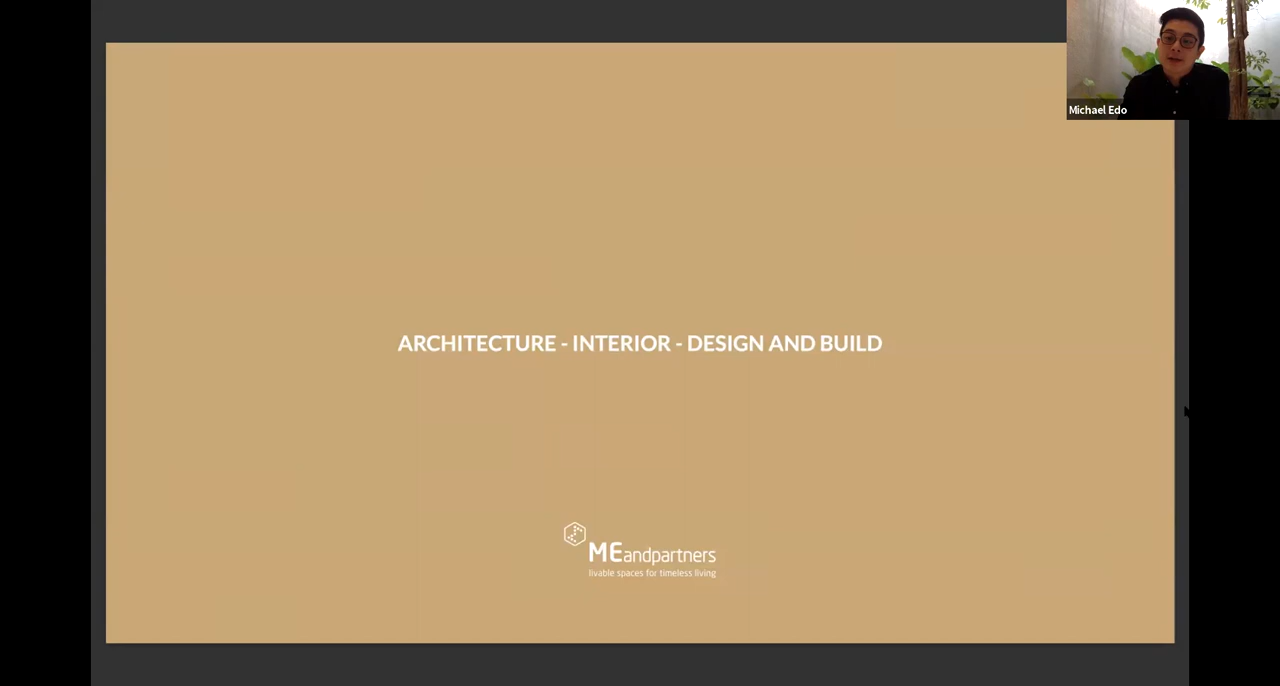 Michael Edo
ARCHITECTURE - INTERIOR - DESIGN AND BUILD
MEandpartners
livable spaces for timeless living